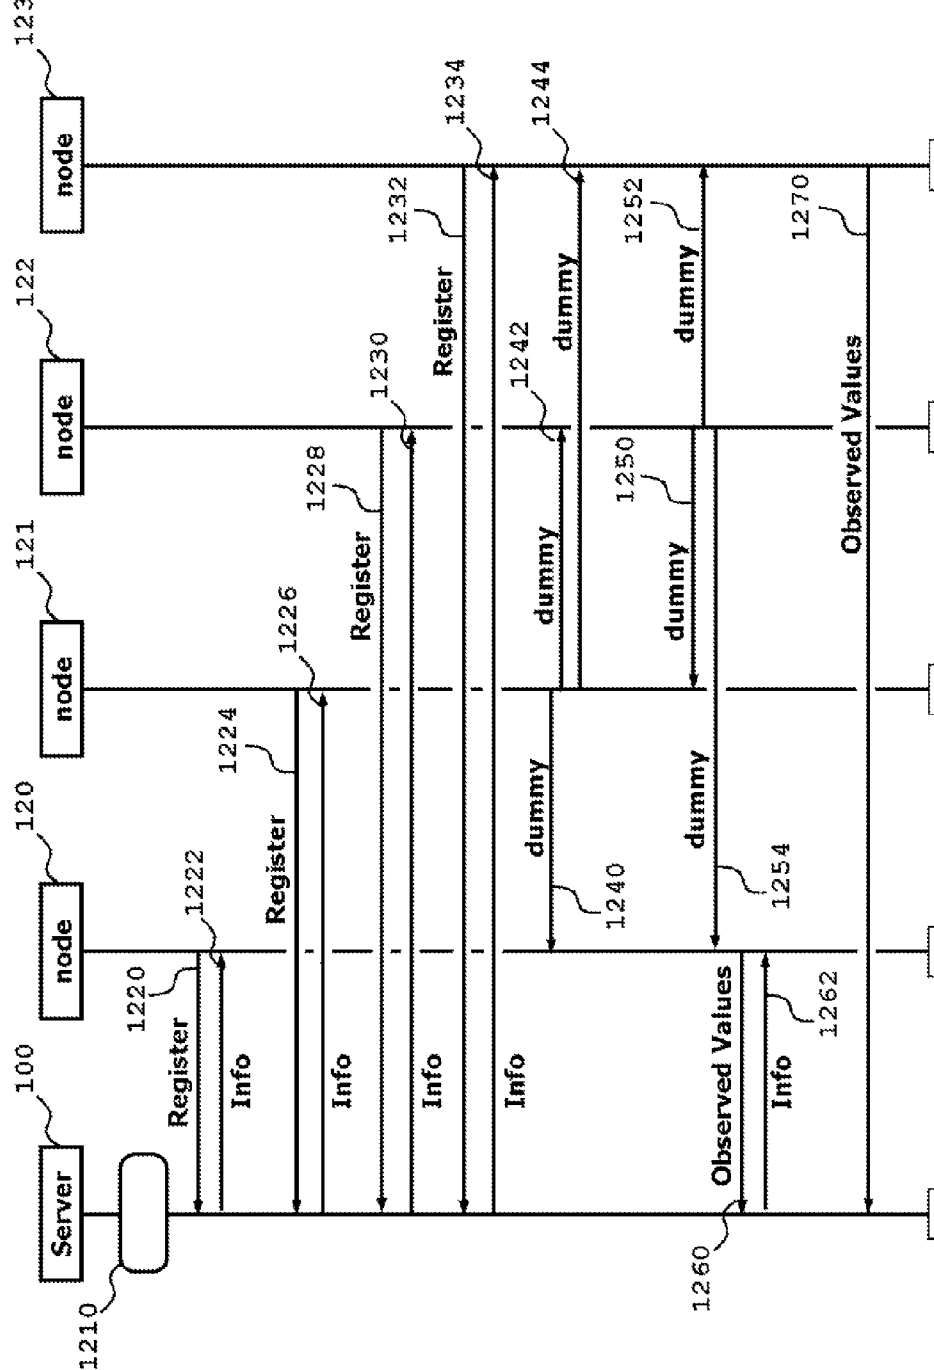 Server
100
node
120
node
121
node
122
node
123
1210
Register
1220
Info
1222
Register
1224
Info
1226
Register
1228
Info
1230
Register
1232
Info
1234
dummy
1240
dummy
1242
dummy
1244
dummy
1250
dummy
1252
dummy
1254
Observed Values
1260
Info
1262
Observed Values
1270